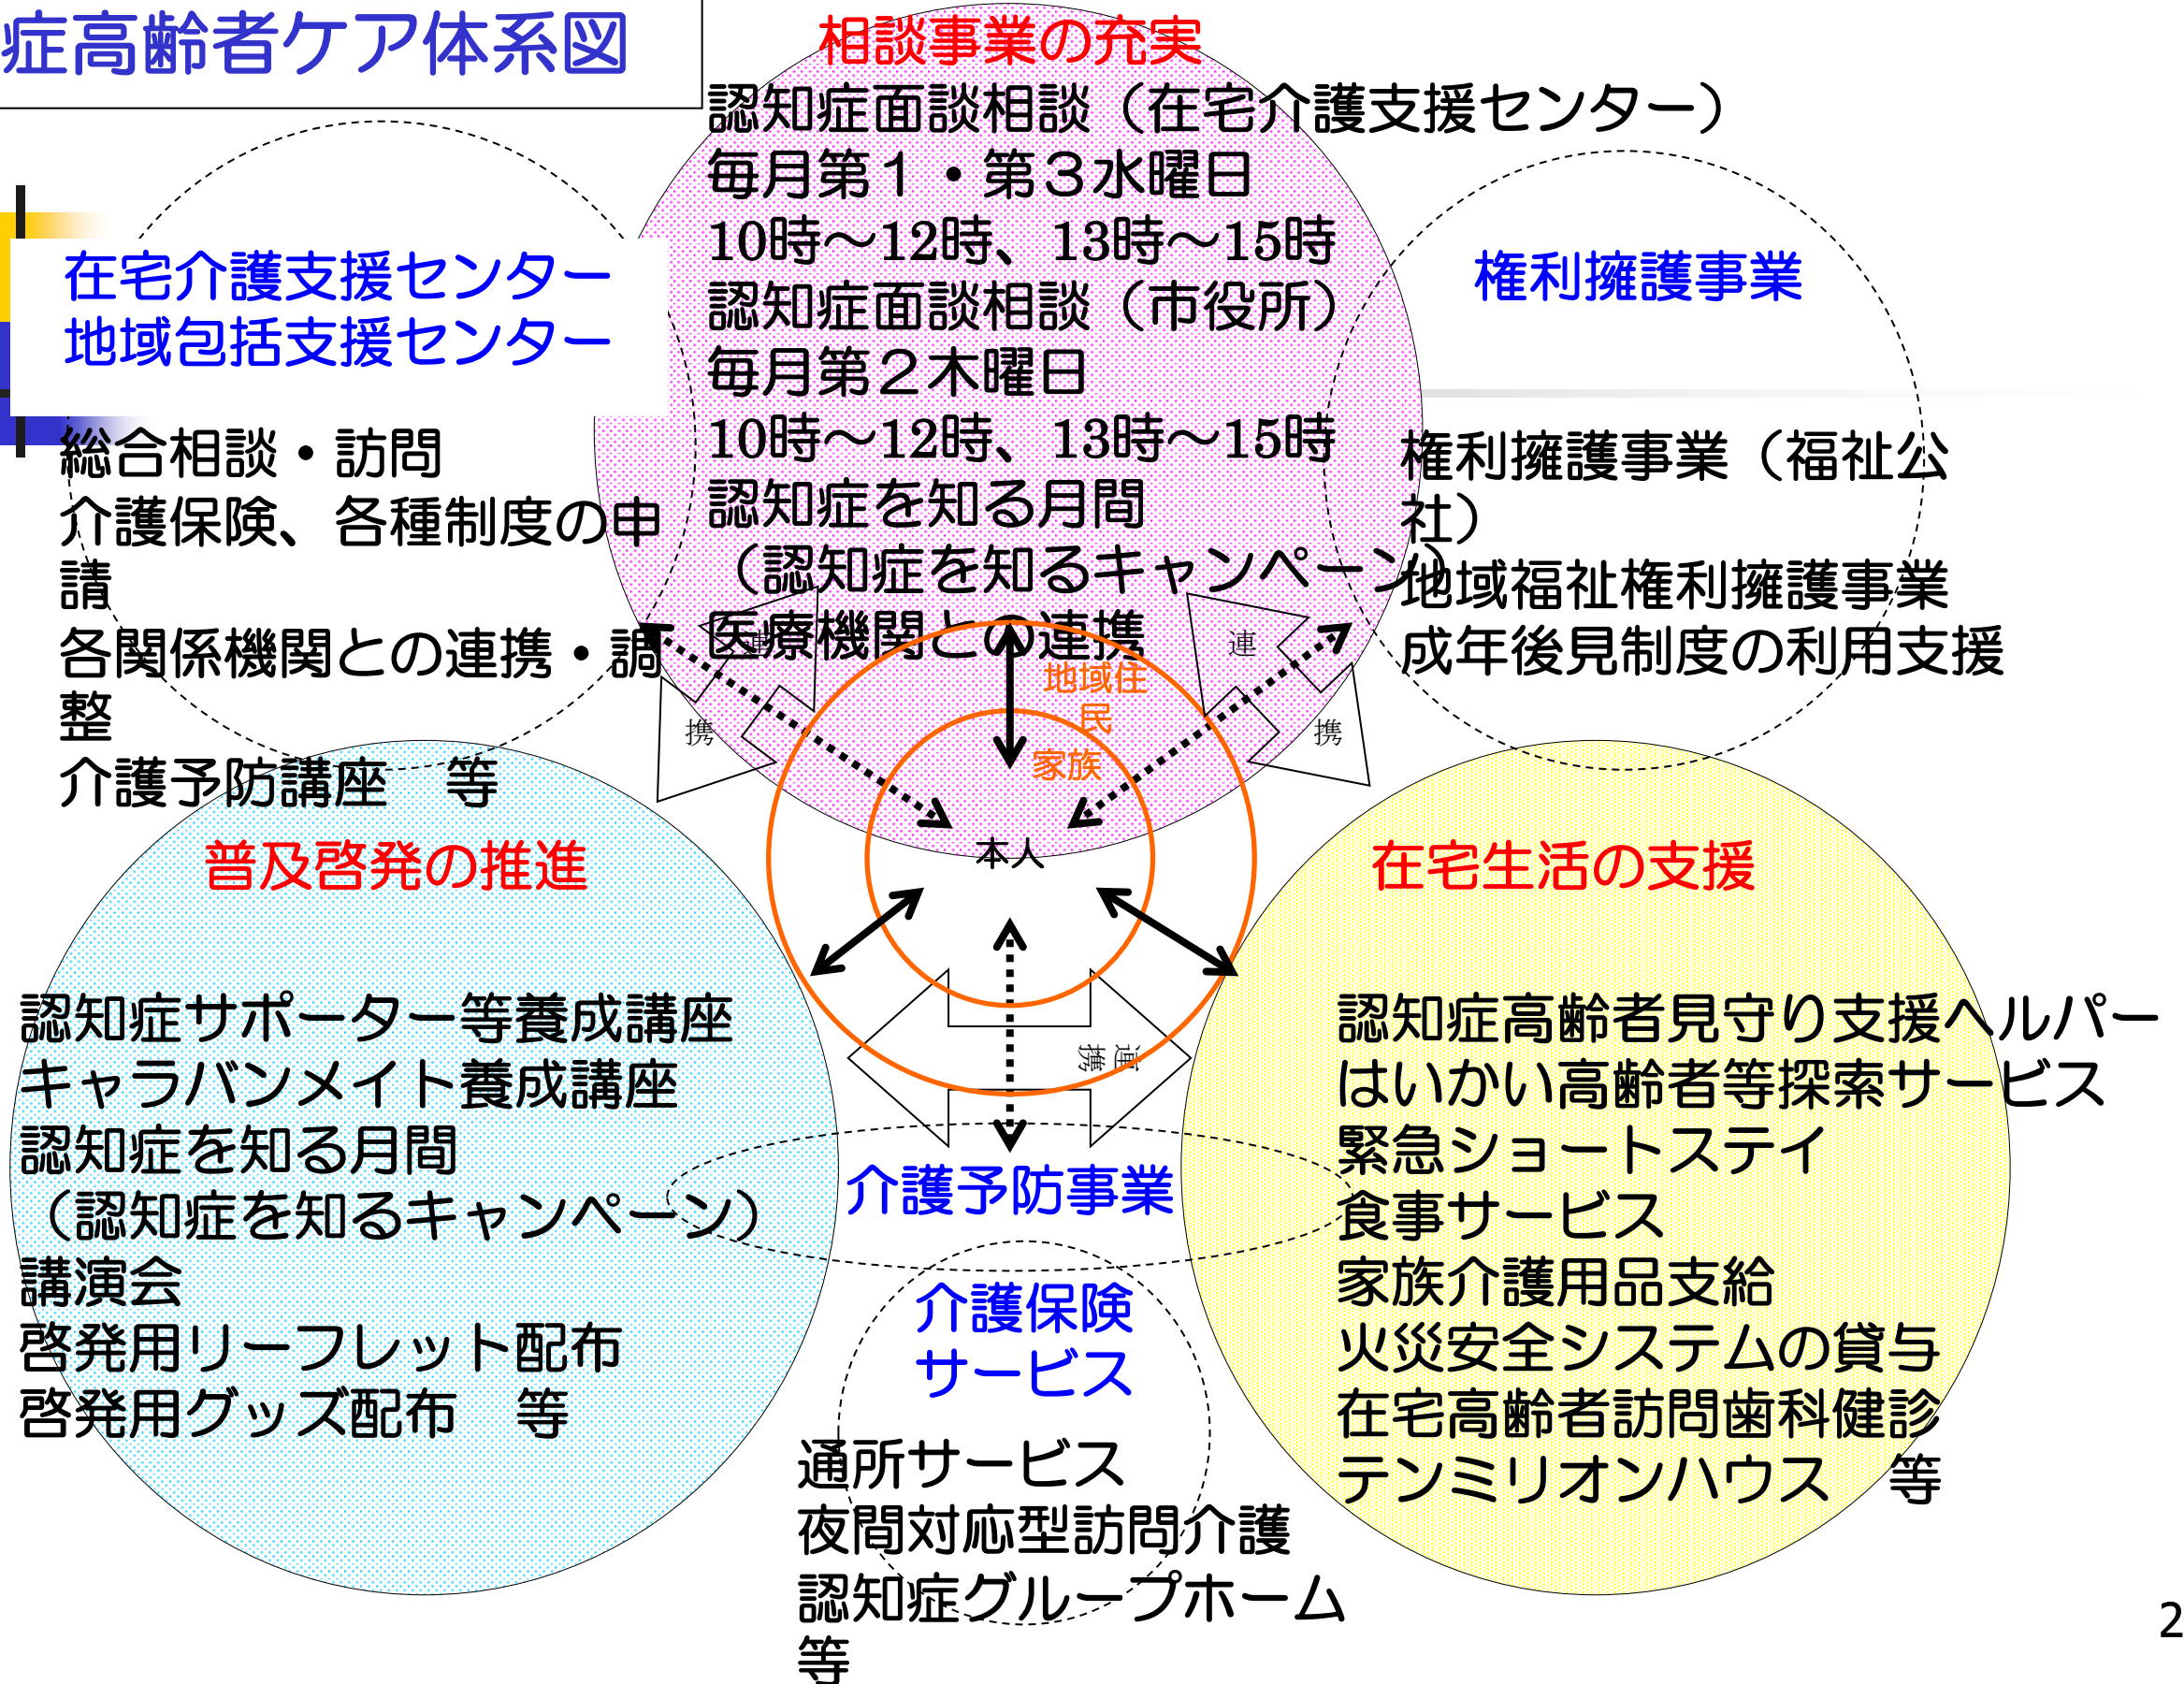 症高齢者ケア体系図
相談事業の充実
認知症面談相談（在宅介護支援センター）
毎月第１・第３水曜日
10時～12時、13時～15時
認知症面談相談（市役所）
毎月第２木曜日
10時～12時、13時～15時
認知症を知る月間
（認知症を知るキャンペーン）
医療機関との連携
在宅介護支援センター
地域包括支援センター
総合相談・訪問
介護保険、各種制度の申
請
各関係機関との連携・調
整
介護予防講座　等
権利擁護事業
権利擁護事業（福祉公
社）
地域福祉権利擁護事業
成年後見制度の利用支援
連
携
連
携
地域住
民
家族
本人
連
携
普及啓発の推進
認知症サポーター等養成講座
キャラバンメイト養成講座
認知症を知る月間
（認知症を知るキャンペーン）
講演会
啓発用リーフレット配布
啓発用グッズ配布　等
介護予防事業
介護保険
サービス
通所サービス
夜間対応型訪問介護
認知症グループホーム
等
在宅生活の支援
認知症高齢者見守り支援ヘルパー
はいかい高齢者等探索サービス
緊急ショートステイ
食事サービス
家族介護用品支給
火災安全システムの貸与
在宅高齢者訪問歯科健診
テンミリオンハウス　等
2